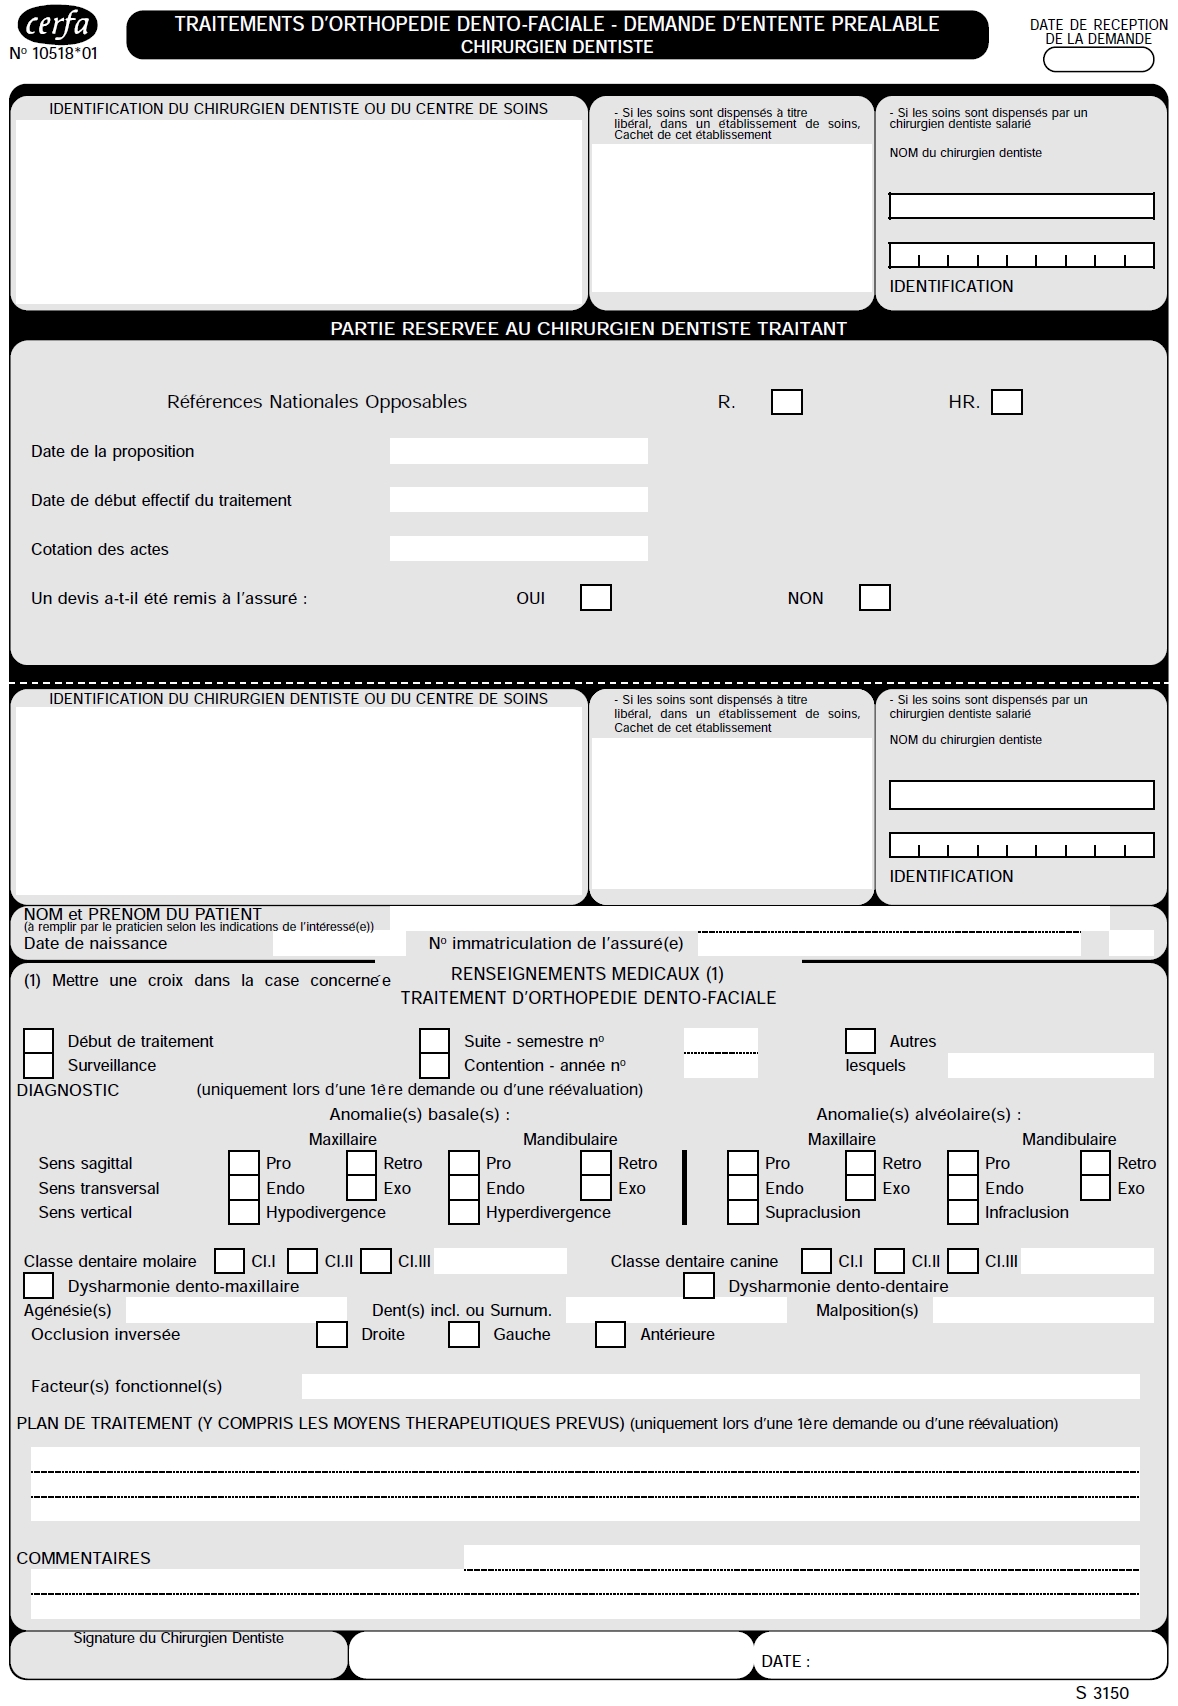 cerfa
Nº 10518*01
TRAITEMENTS D'ORTHOPEDIE DENTO-FACIALE - DEMANDE D'ENTENTE PREALABLE
CHIRURGIEN DENTISTE
DATE DE RECEPTION
DE LA DEMANDE
IDENTIFICATION DU CHIRURGIEN DENTISTE OU DU CENTRE DE SOINS
- Si les soins sont dispensés à titre
libéral, dans un établissement de soins,
Cachet de cet établissement
- Si les soins sont dispensés par un
chirurgien dentiste salarié
NOM du chirurgien dentiste
IDENTIFICATION
PARTIE RESERVEE AU CHIRURGIEN DENTISTE TRAITANT
Références Nationales Opposables R. HR.
Date de la proposition
Date de début effectif du traitement
Cotation des actes
Un devis a-t-il été remis à l'assuré : OUI NON
IDENTIFICATION DU CHIRURGIEN DENTISTE OU DU CENTRE DE SOINS
- Si les soins sont dispensés à titre
libéral, dans un établissement de soins,
Cachet de cet établissement
- Si les soins sont dispensés par un
chirurgien dentiste salarié
NOM du chirurgien dentiste
IDENTIFICATION
NOM et PRENOM DU PATIENT
(à remplir par le praticien selon les indications de l'intéressé(e))
Date de naissance Nº immatriculation de l'assuré(e)
RENSEIGNEMENTS MEDICAUX (1)
(1) Mettre une croix dans la case concernée
TRAITEMENT D'ORTHOPEDIE DENTO-FACIALE
Début de traitement Suite - semestre nº Autres
Surveillance Contention - année nº lesquels
DIAGNOSTIC (uniquement lors d'une 1ère demande ou d'une réévaluation)
Anomalie(s) basale(s) : Anomalie(s) alvéolaire(s) :
Maxillaire Mandibulaire Maxillaire Mandibulaire
Sens sagittal Pro Retro Pro Retro Pro Retro Pro Retro
Sens transversal Endo Exo Endo Exo Endo Exo Endo Exo
Sens vertical Hypodivergence Hyperdivergence Supraclusion Infraclusion
Classe dentaire molaire Cl.I Cl.II Cl.III Classe dentaire canine Cl.I Cl.II Cl.III
Dysharmonie dento-maxillaire Dysharmonie dento-dentaire
Agénésie(s) Dent(s) incl. ou Surnum. Malposition(s)
Occlusion inversée Droite Gauche Antérieure
Facteur(s) fonctionnel(s)
PLAN DE TRAITEMENT (Y COMPRIS LES MOYENS THERAPEUTIQUES PREVUS) (uniquement lors d'une 1ère demande ou d'une réévaluation)
COMMENTAIRES
Signature du Chirurgien Dentiste
DATE :
S 3150